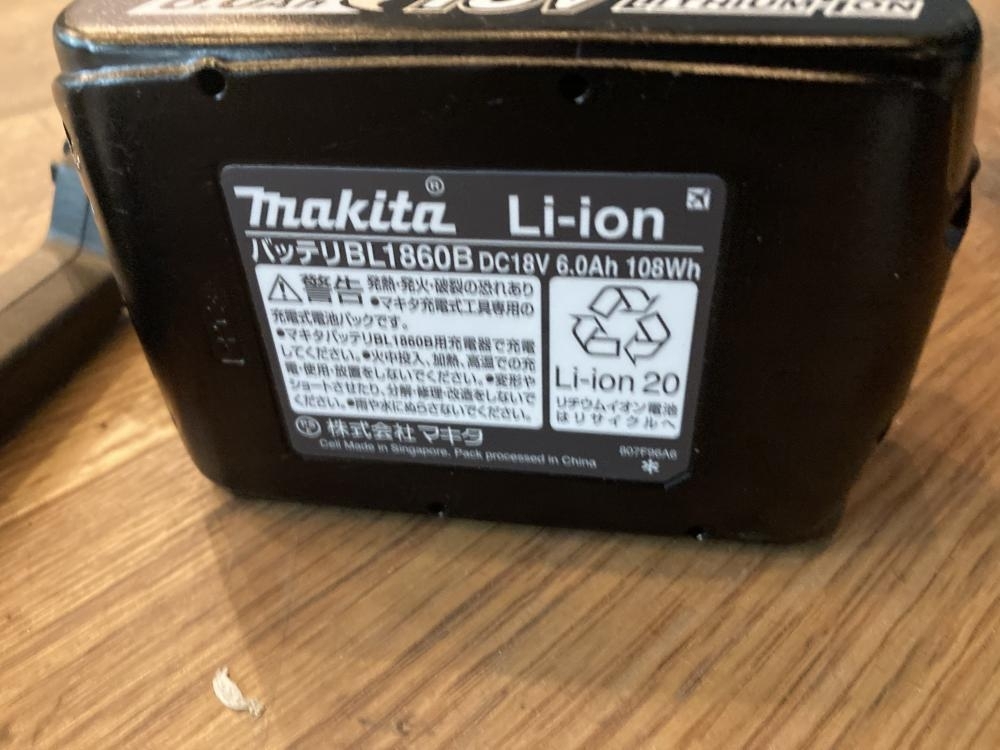 18V LITHIUM-ION
makita® Li-ion
バッテリBL1860B DC18V 6.0Ah 108Wh
警告 発熱・発火・破裂の恐れあり
●マキタ充電式工具専用の
充電式電池パックです。
●マキタバッテリBL1860B用充電器で充電
してください。●火中投入、加熱、高温での充
電・使用・放置をしないでください。●変形や
ショートさせたり、分解・修理・改造をしないで
ください。●雨や水にぬらさないでください。
Li-ion 20
リチウムイオン電池
はリサイクルへ
株式会社 マキタ
Cell Made in Singapore, Pack processed in China
807F96A6